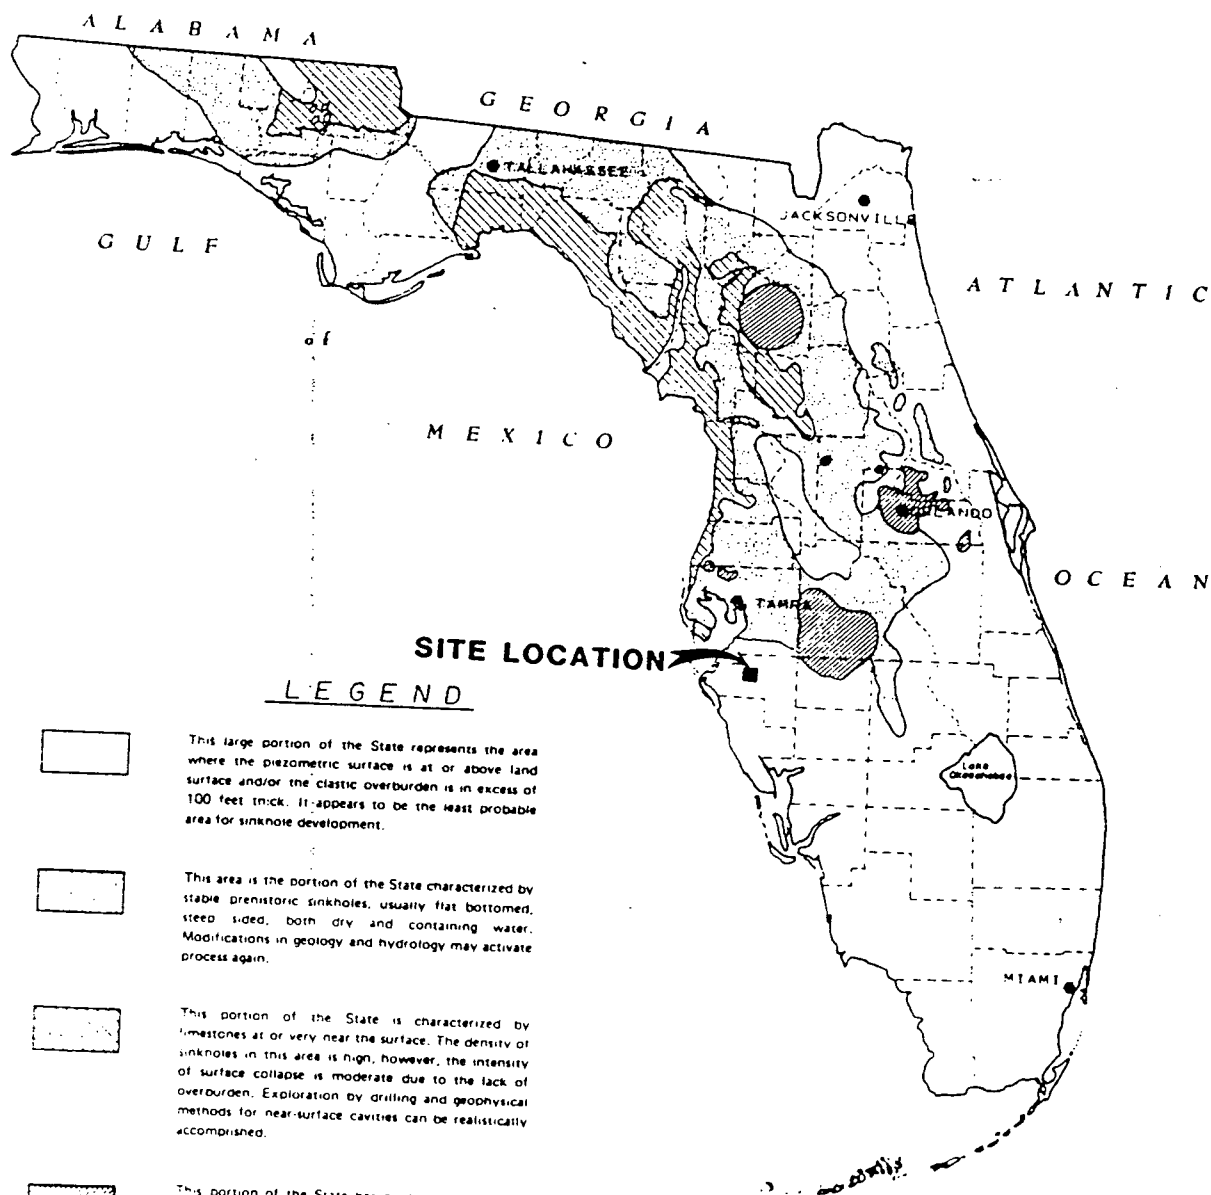 ALABAMA
GEORGIA
TALLAHASSEE
JACKSONVILLE
GULF
ATLANTIC
of
MEXICO
ORLANDO
OCEAN
TAMPA
SITE LOCATION
LEGEND
This large portion of the State represents the area
where the piezometric surface is at or above land
surface and/or the clastic overburden is in excess of
100 feet thick. It appears to be the least probable
area for sinkhole development.
Lake
Okeechobee
This area is the portion of the State characterized by
stable prehistoric sinkholes, usually flat bottomed,
steep sided, both dry and containing water.
Modifications in geology and hydrology may activate
process again.
MIAMI
This portion of the State is characterized by
limestones at or very near the surface. The density of
sinkholes in this area is high, however, the intensity
of surface collapse is moderate due to the lack of
overburden. Exploration by drilling and geophysical
methods for near-surface cavities can be realistically
accomplished.
This portion of the State